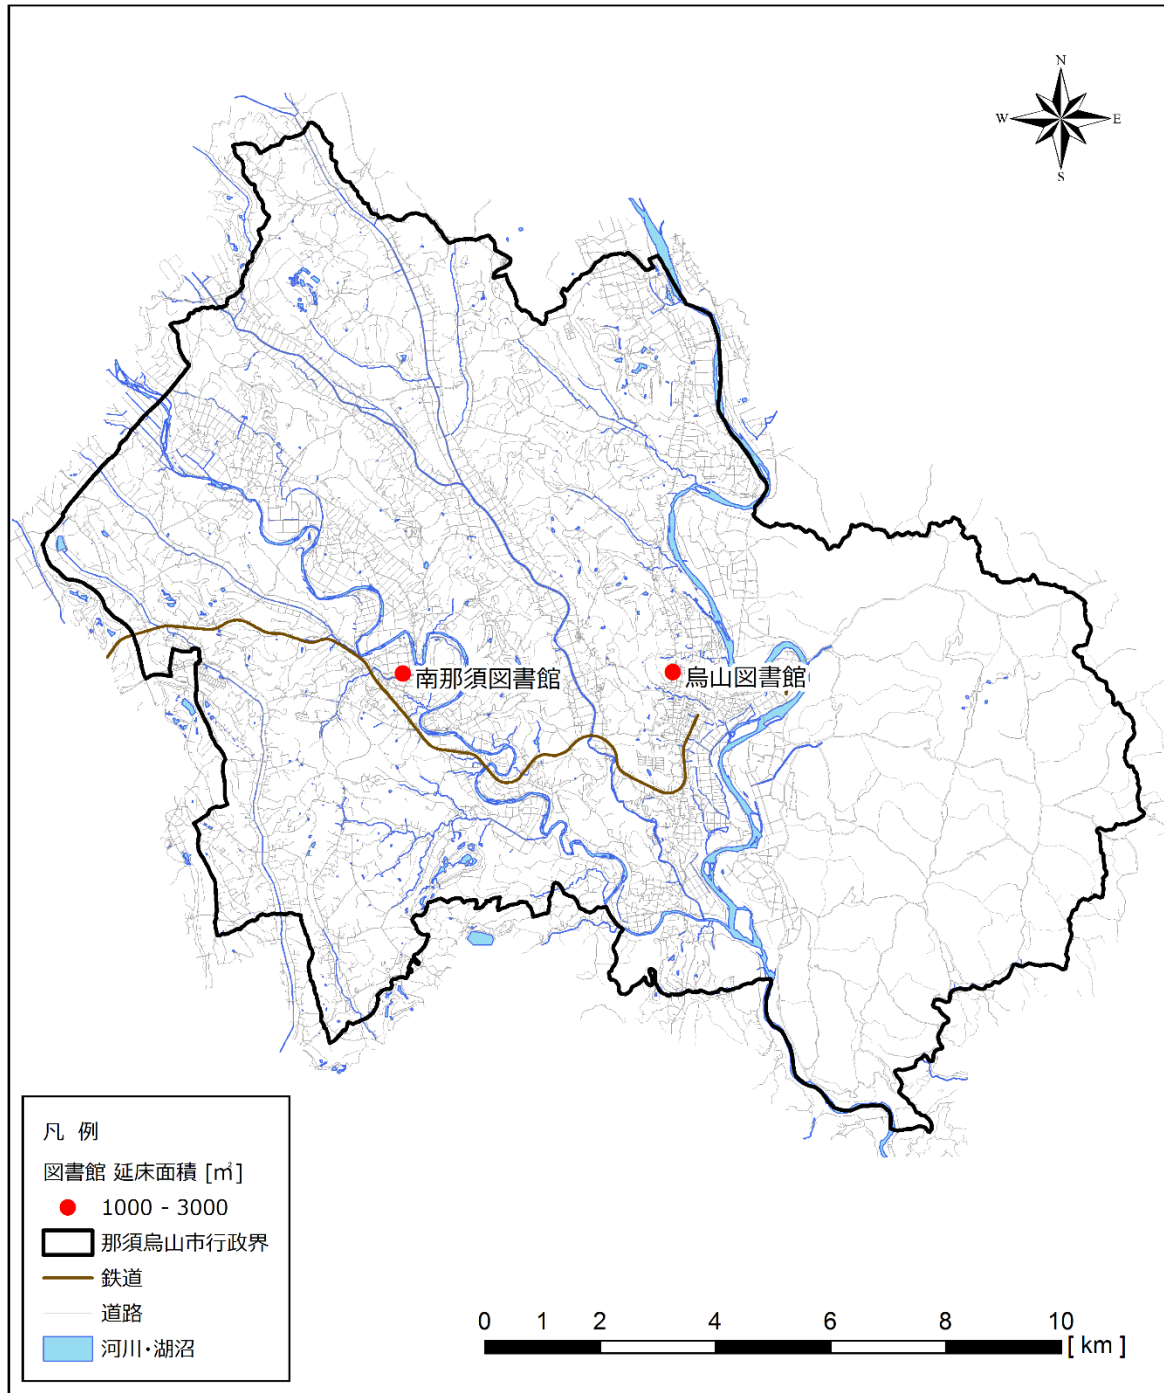 N
W
E
S
南那須図書館
烏山図書館
凡 例
図書館 延床面積 [㎡]
1000 - 3000
那須烏山市行政界
鉄道
道路
河川・湖沼
0 1 2 4 6 8 10
[ km ]